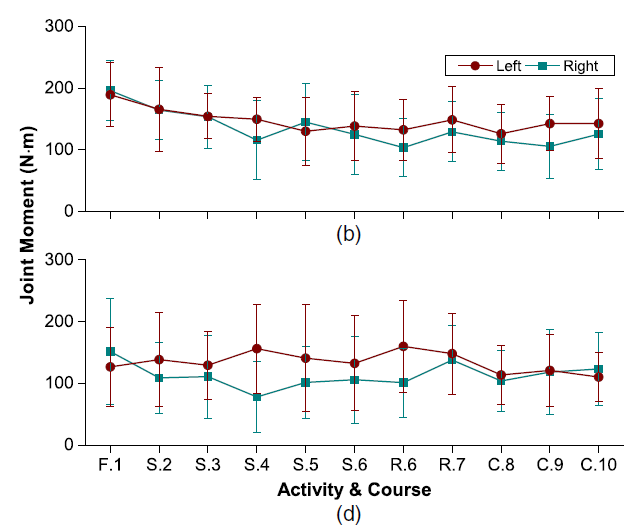 300
200
100
0
Left Right
(b)
Joint Moment (N·m)
300
200
100
0
F.1 S.2 S.3 S.4 S.5 S.6 R.6 R.7 C.8 C.9 C.10
Activity & Course
(d)